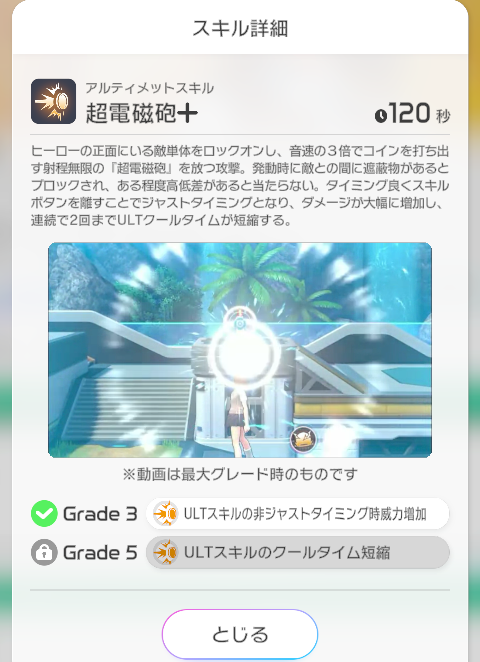 スキル詳細
アルティメットスキル
超電磁砲+
120 秒
ヒーローの正面にいる敵単体をロックオンし、音速の3倍でコインを打ち出
す射程無限の『超電磁砲』を放つ攻撃。発動時に敵との間に遮蔽物があると
ブロックされ、ある程度高低差があると当たらない。タイミング良くスキル
ボタンを離すことでジャストタイミングとなり、ダメージが大幅に増加し、
連続で2回までULTクールタイムが短縮する。
※動画は最大グレード時のものです
Grade 3 ULTスキルの非ジャストタイミング時威力増加
Grade 5 ULTスキルのクールタイム短縮
とじる